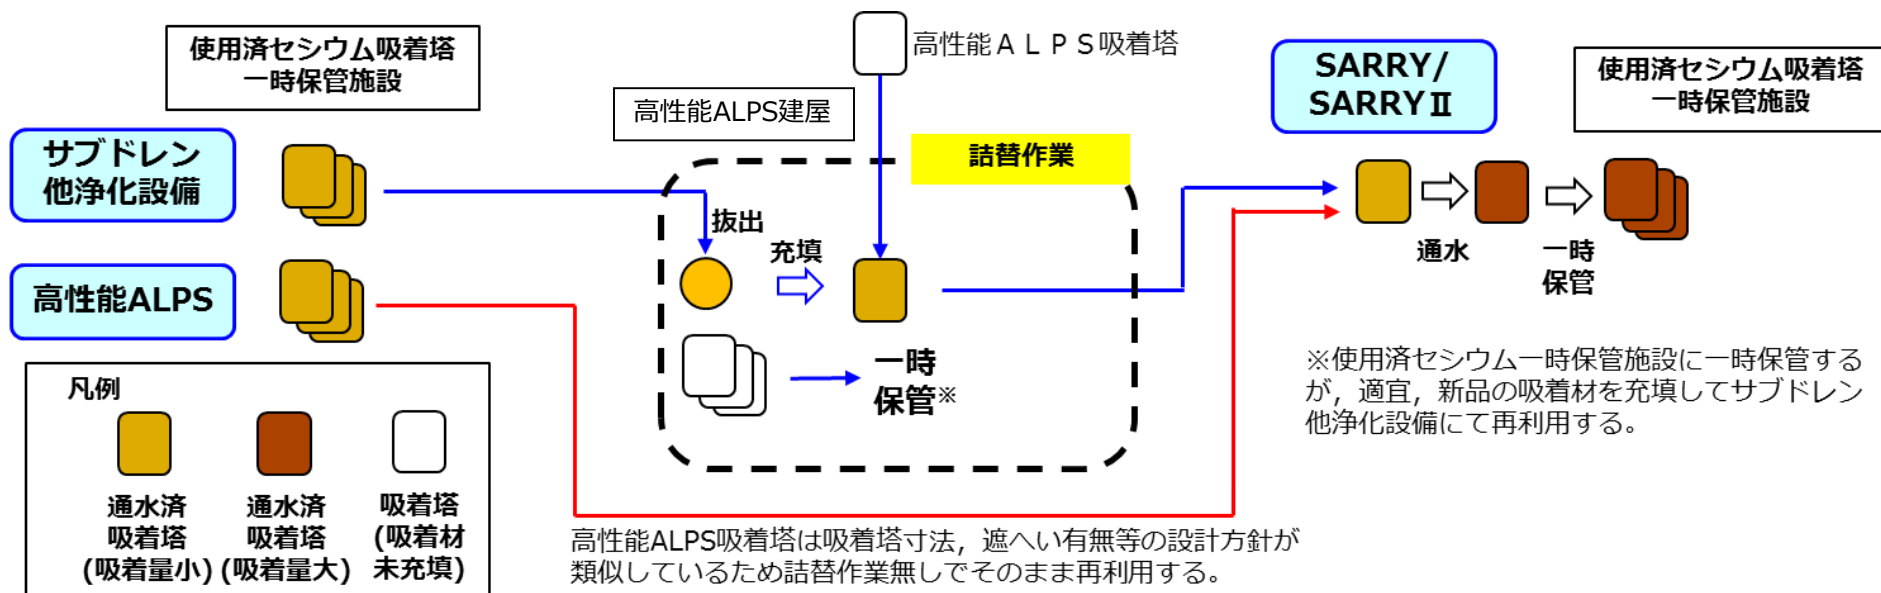 使用済セシウム吸着塔
一時保管施設
サブドレン
他浄化設備
高性能ALPS
凡例
通水済
吸着塔
(吸着量小)
通水済
吸着塔
(吸着量大)
吸着塔
(吸着材
未充填)
高性能ＡＬＰＳ吸着塔
高性能ALPS建屋
詰替作業
抜出
充填
一時
保管※
高性能ALPS吸着塔は吸着塔寸法，遮へい有無等の設計方針が
類似しているため詰替作業無しでそのまま再利用する。
SARRY/
SARRYⅡ
使用済セシウム吸着塔
一時保管施設
通水
一時
保管
※使用済セシウム一時保管施設に一時保管する
が，適宜，新品の吸着材を充填してサブドレン
他浄化設備にて再利用する。